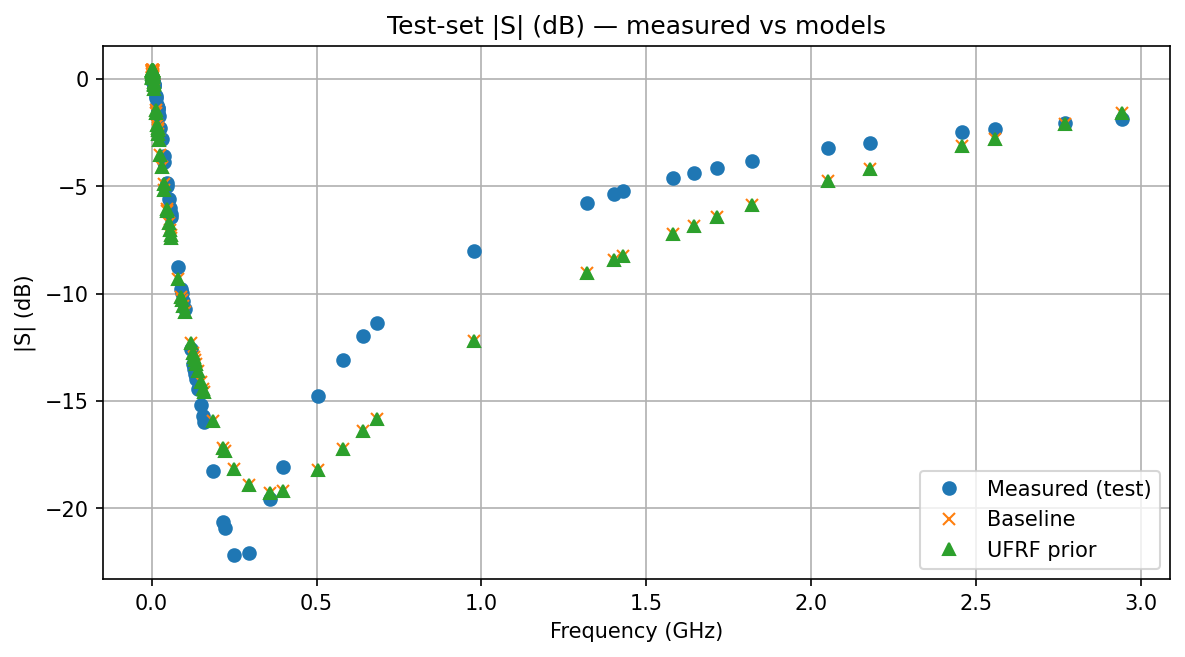 Test-set |S| (dB) — measured vs models
|S| (dB)
0
−5
−10
−15
−20
0.0 0.5 1.0 1.5 2.0 2.5 3.0
Frequency (GHz)
Measured (test)
Baseline
UFRF prior